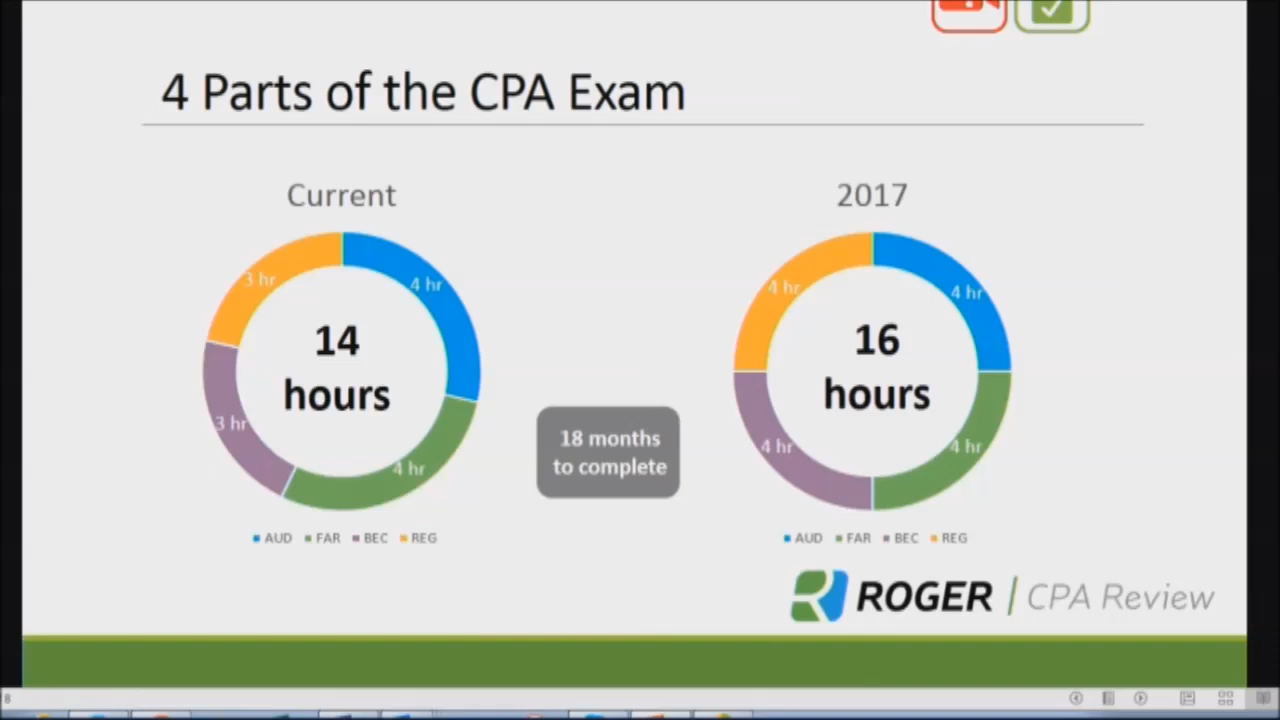 4 Parts of the CPA Exam
Current
2017
3 hr
4 hr
14
hours
3 hr
4 hr
4 hr
4 hr
16
hours
4 hr
4 hr
18 months
to complete
AUD FAR BEC REG
AUD FAR BEC REG
ROGER | CPA Review
8